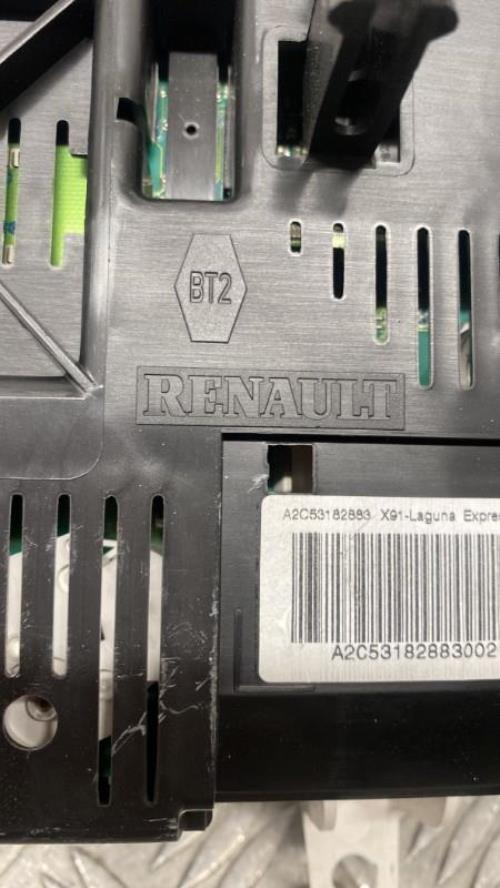 BT2
RENAULT
A2C53182883 X91-Laguna Expre
A2C53182883002